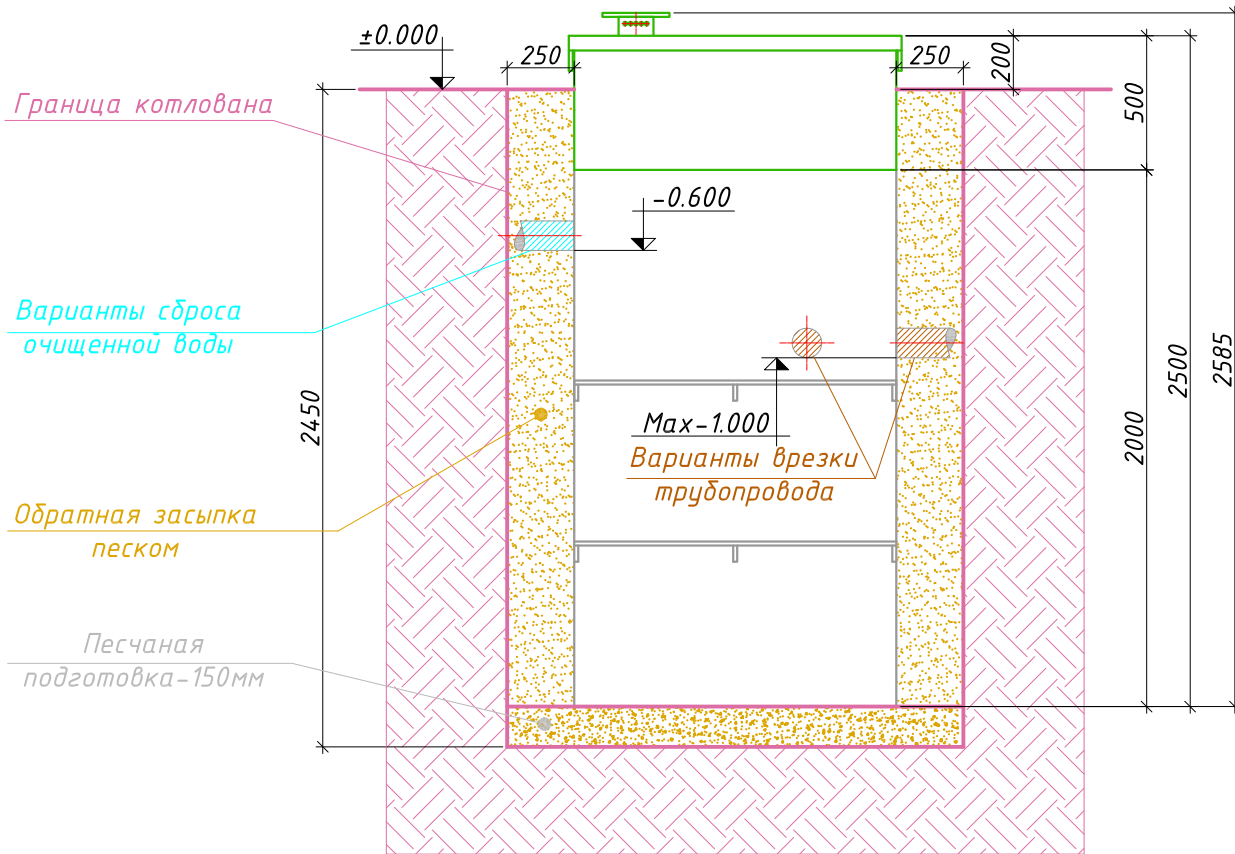 ±0.000
250
250
200
500
Граница котлована
-0.600
Варианты сброса
очищенной воды
2450
2000
2500
2585
Max-1.000
Варианты врезки
трубопровода
Обратная засыпка
песком
Песчаная
подготовка-150мм